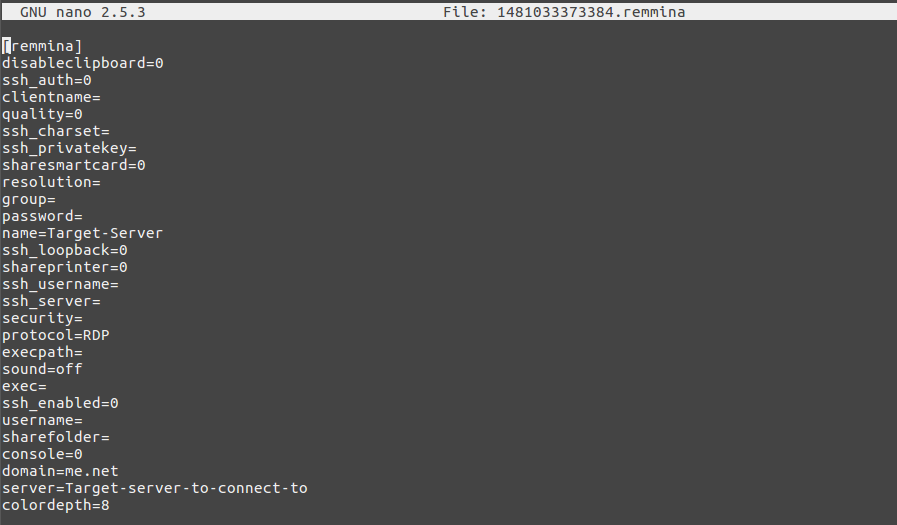 GNU nano 2.5.3 File: 1481033373384.remmina
[remmina]
disableclipboard=0
ssh_auth=0
clientname=
quality=0
ssh_charset=
ssh_privatekey=
sharesmartcard=0
resolution=
group=
password=
name=Target-Server
ssh_loopback=0
shareprinter=0
ssh_username=
ssh_server=
security=
protocol=RDP
execpath=
sound=off
exec=
ssh_enabled=0
username=
sharefolder=
console=0
domain=me.net
server=Target-server-to-connect-to
colordepth=8